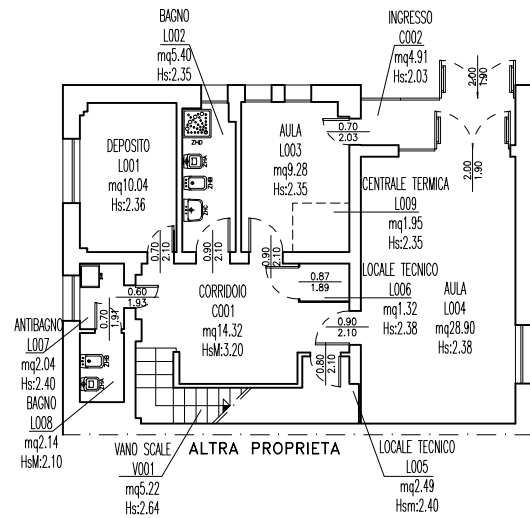 BAGNO
L002
mq5.40
Hs:2.35
INGRESSO
C002
mq4.91
Hs:2.03
2.00
1.90
DEPOSITO
L001
mq10.04
Hs:2.36
ZHD
ZHA
ZHB
ZHC
AULA
L003
mq9.28
Hs:2.35
0.70
2.03
2.00
1.90
CENTRALE TERMICA
L009
mq1.95
Hs:2.35
0.70
2.10
0.90
2.10
0.90
2.10
0.87
1.89
LOCALE TECNICO
L006
mq1.32
Hs:2.38
AULA
L004
mq28.90
Hs:2.38
0.60
1.93
0.70
1.91
CORRIDOIO
C001
mq14.32
HsM:3.20
0.90
2.10
0.80
2.10
ANTIBAGNO
L007
mq2.04
Hs:2.40
ZHB
ZHA
BAGNO
L008
mq2.14
HsM:2.10
VANO SCALE
V001
mq5.22
Hs:2.64
ALTRA PROPRIETA
LOCALE TECNICO
L005
mq2.49
Hsm:2.40